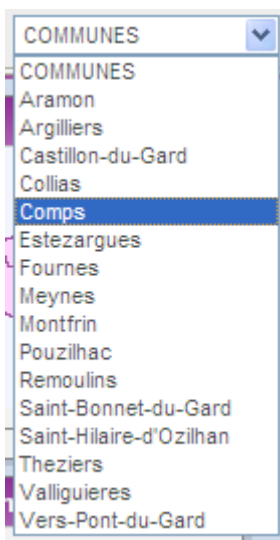 COMMUNES
COMMUNES
Aramon
Argilliers
Castillon-du-Gard
Collias
Comps
Estezargues
Fournes
Meynes
Montfrin
Pouzilhac
Remoulins
Saint-Bonnet-du-Gard
Saint-Hilaire-d'Ozilhan
Theziers
Valliguieres
Vers-Pont-du-Gard